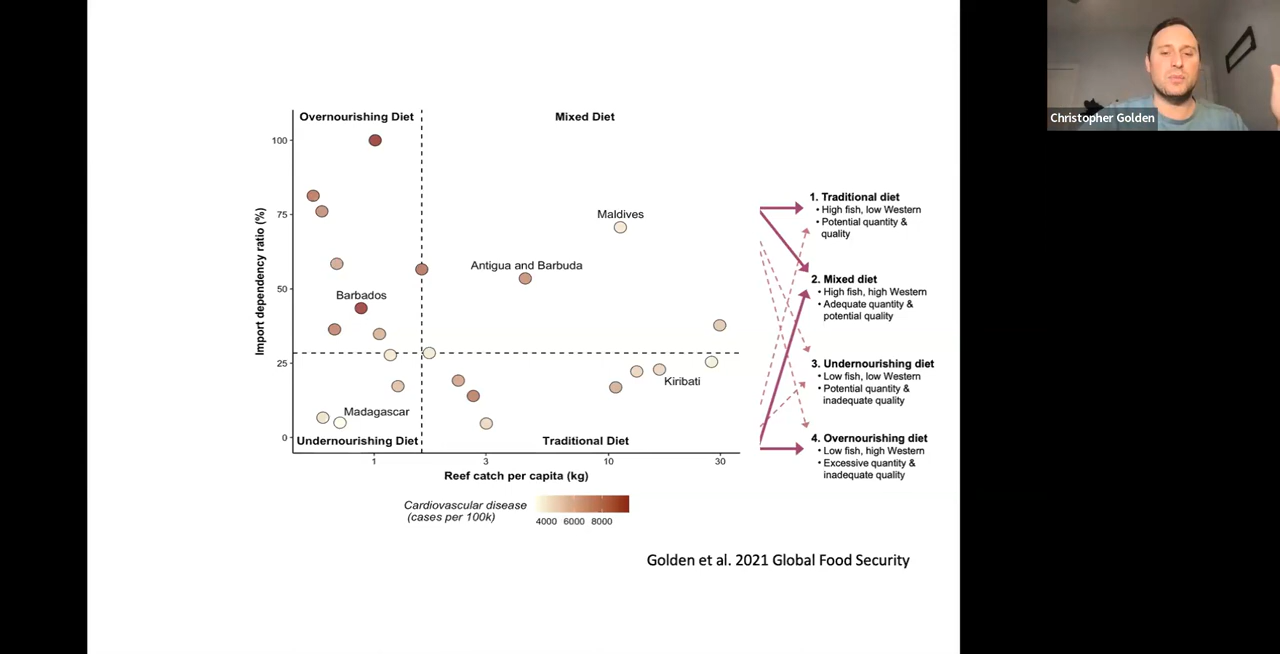 Christopher Golden
Overnourishing Diet
Mixed Diet
100
75
50
25
0
Import dependency ratio (%)
Maldives
Antigua and Barbuda
Barbados
Kiribati
Madagascar
Undernourishing Diet
Traditional Diet
1
3
10
30
Reef catch per capita (kg)
Cardiovascular disease
(cases per 100k)
4000 6000 8000
1. Traditional diet
• High fish, low Western
• Potential quantity &
quality
2. Mixed diet
• High fish, high Western
• Adequate quantity &
potential quality
3. Undernourishing diet
• Low fish, low Western
• Potential quantity &
inadequate quality
4. Overnourishing diet
• Low fish, high Western
• Excessive quantity &
inadequate quality
Golden et al. 2021 Global Food Security